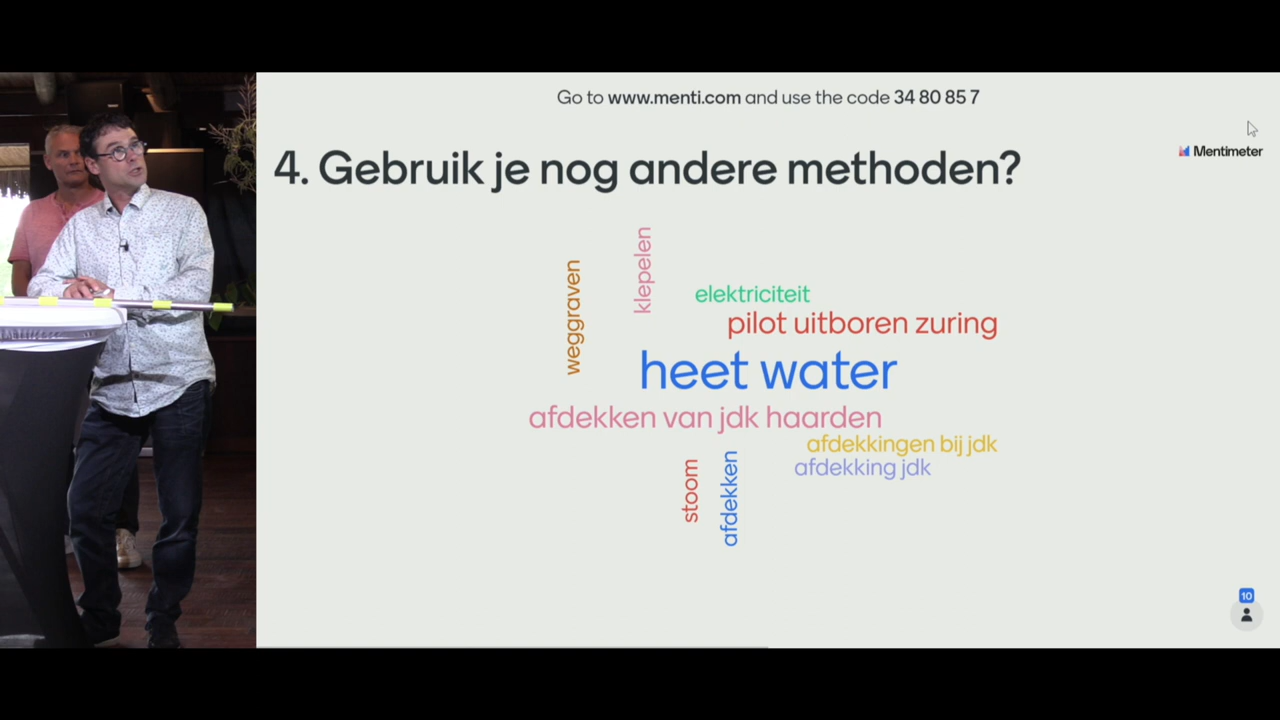 Go to www.menti.com and use the code 34 80 85 7
Mentimeter
4. Gebruik je nog andere methoden?
klepelen
weggraven
elektriciteit
pilot uitboren zuring
heet water
afdekken van jdk haarden
afdekkingen bij jdk
afdekking jdk
stoom
afdekken
10